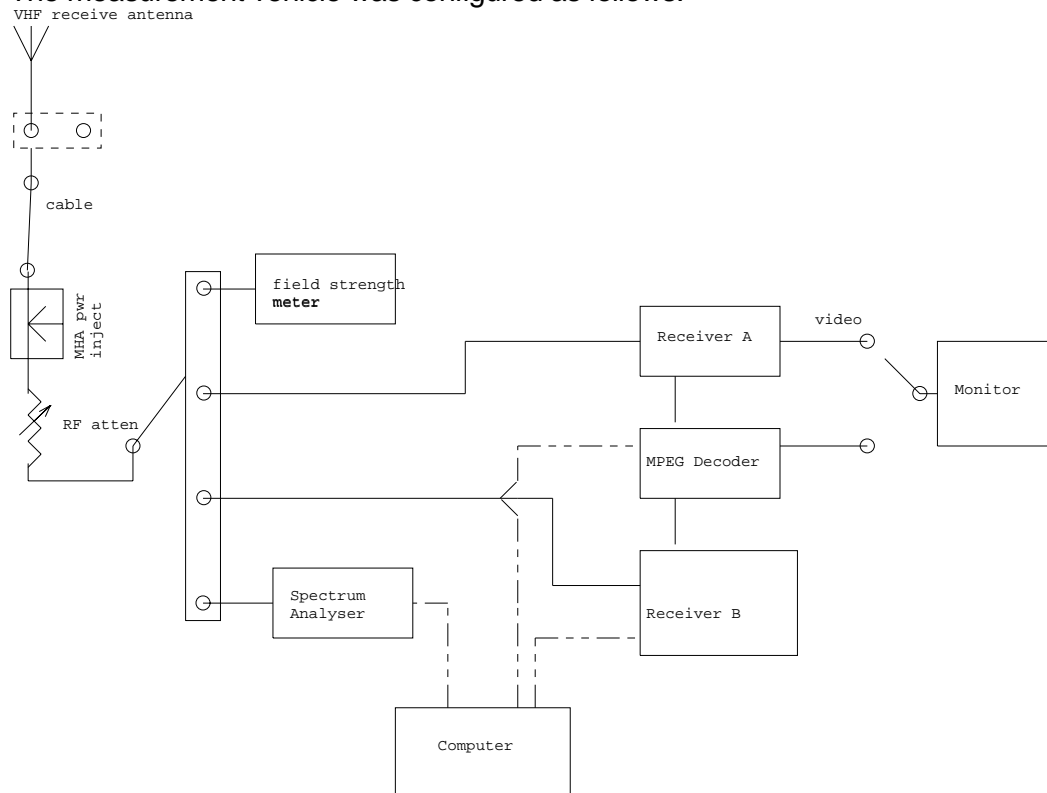 The measurement vehicle was configured as follows:
VHF receive antenna
cable
field strength
meter
MHA pwr
inject
RF atten
Receiver A
video
Monitor
MPEG Decoder
Spectrum
Analyser
Receiver B
Computer